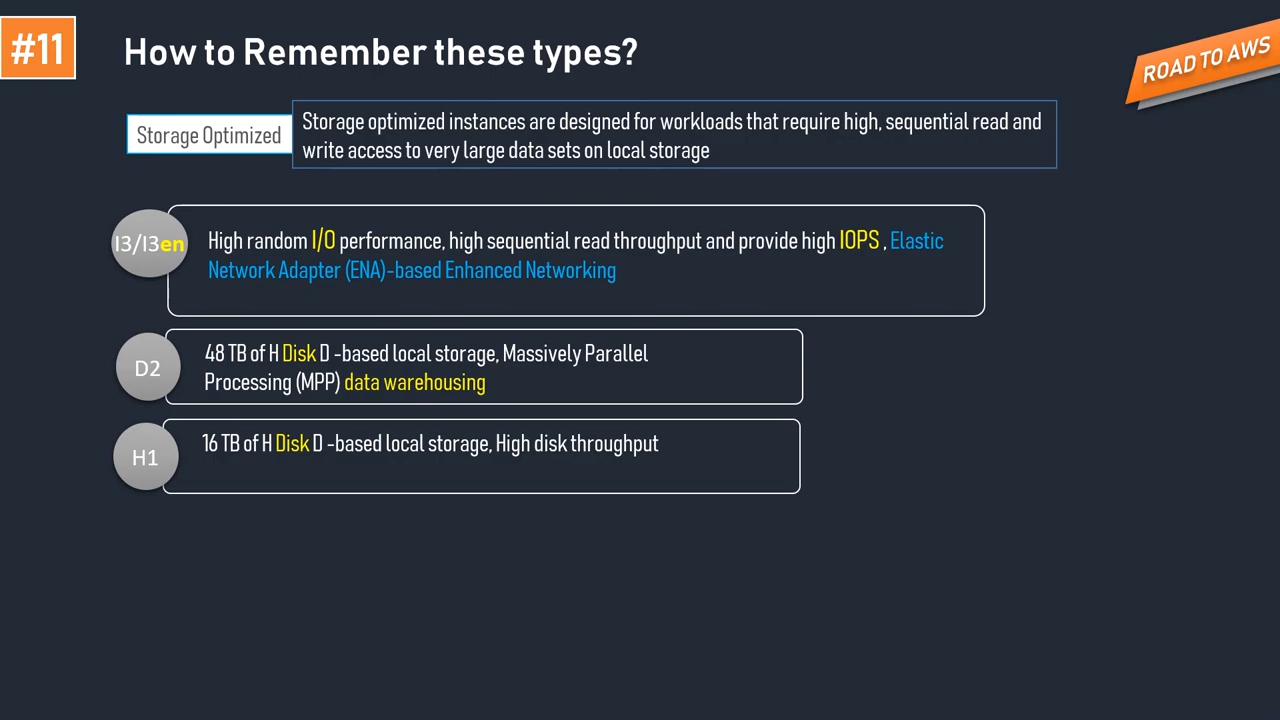 #11
How to Remember these types?
ROAD TO AWS
Storage Optimized
Storage optimized instances are designed for workloads that require high, sequential read and
write access to very large data sets on local storage
I3/I3en
High random I/O performance, high sequential read throughput and provide high IOPS , Elastic
Network Adapter (ENA)-based Enhanced Networking
D2
48 TB of H Disk D -based local storage, Massively Parallel
Processing (MPP) data warehousing
H1
16 TB of H Disk D -based local storage, High disk throughput